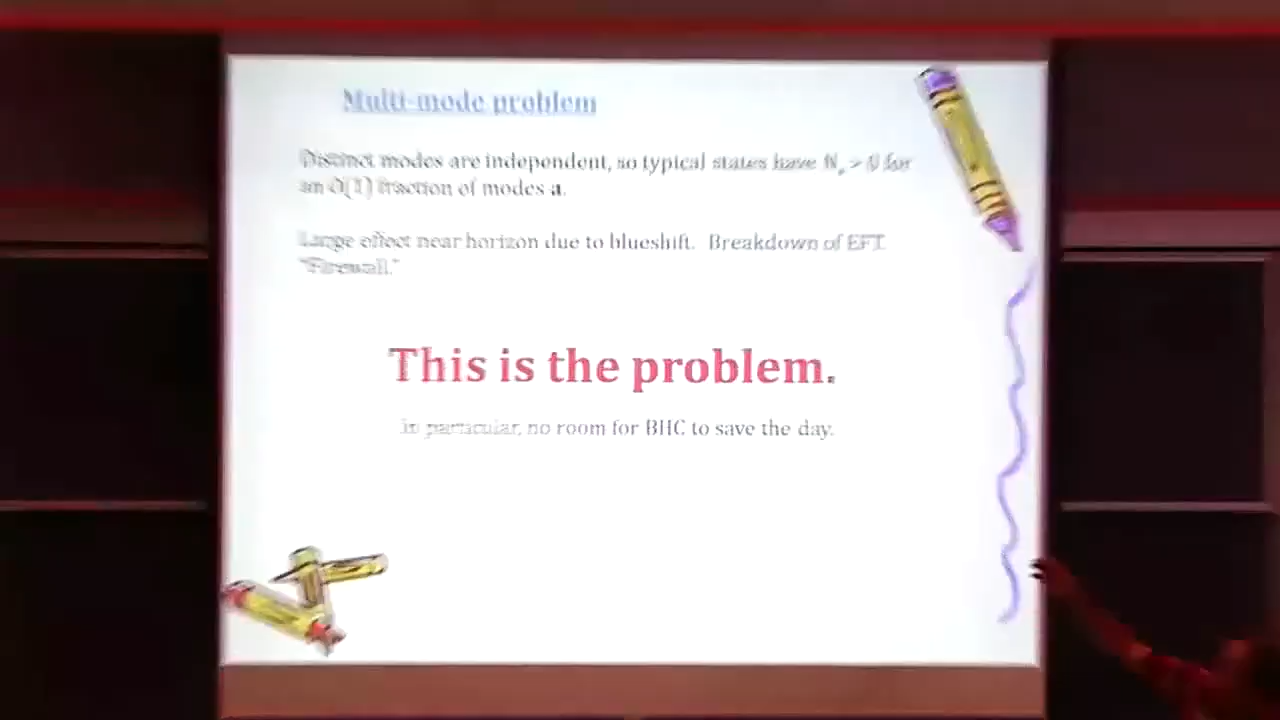 Multi-mode problem
Distinct modes are independent, so typical states have Nₐ > 0 for
an O(1) fraction of modes a.
Large effect near horizon due to blueshift. Breakdown of EFT.
"Firewall."
This is the problem.
In particular, no room for BHC to save the day.